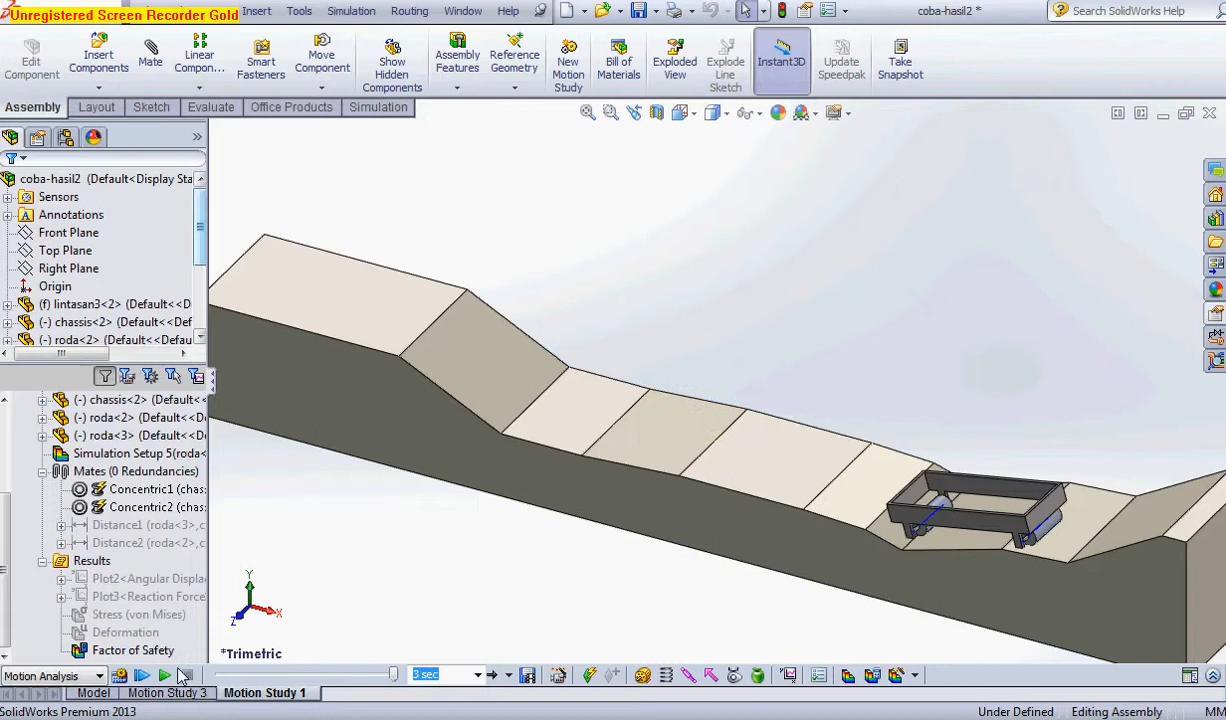 Unregistered Screen Recorder Gold
Insert Tools Simulation Routing Window Help coba-hasil2 * Search SolidWorks Help
Edit Component
Insert Components
Mate
Linear Compon...
Smart Fasteners
Move Component
Show Hidden Components
Assembly Features
Reference Geometry
New Motion Study
Bill of Materials
Exploded View
Explode Line Sketch
Instant3D
Update Speedpak
Take Snapshot
Assembly Layout Sketch Evaluate Office Products Simulation
coba-hasil2 (Default<Display Sta
Sensors
Annotations
Front Plane
Top Plane
Right Plane
Origin
(f) lintasan3<2> (Default<<D
(-) chassis<2> (Default<<D
(-) roda<2> (Default<<De
(-) chassis<2> (Default<<
(-) roda<2> (Default<<De
(-) roda<3> (Default<<De
Simulation Setup 5(roda<
Mates (0 Redundancies)
Concentric1 (chas
Concentric2 (chas
Distance1 (roda<3>,c
Distance2 (roda<2>,c
Results
Plot2<Angular Displa
Plot3<Reaction Force
Stress (von Mises)
Deformation
Factor of Safety
Y
X
Z
*Trimetric
Motion Analysis 3 sec
Model Motion Study 3 Motion Study 1
SolidWorks Premium 2013 Under Defined Editing Assembly MM